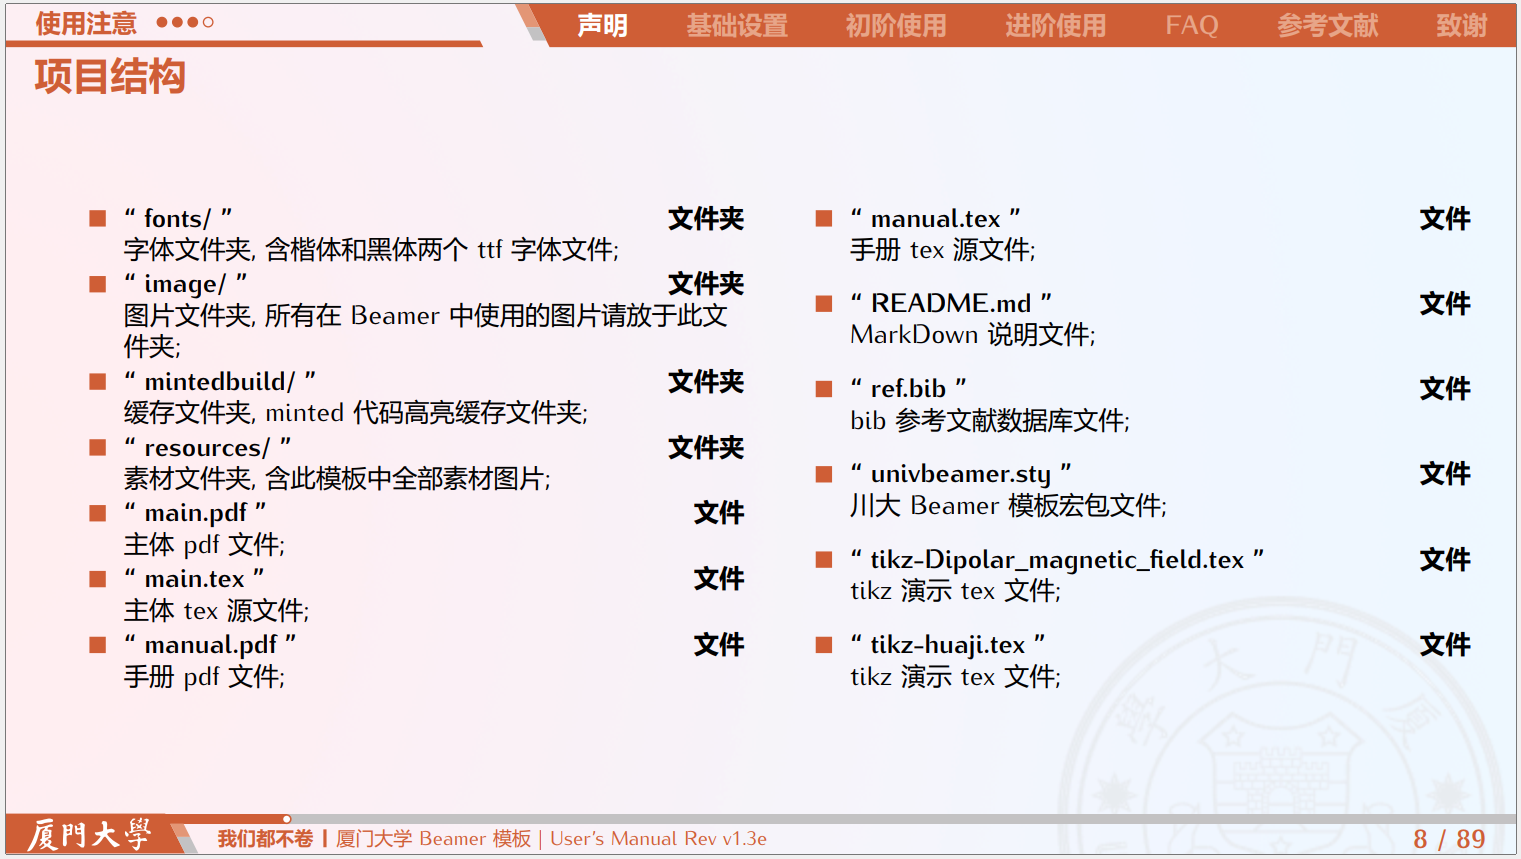 使用注意
声明 基础设置 初阶使用 进阶使用 FAQ 参考文献 致谢
项目结构
“ fonts/ ” 文件夹
字体文件夹, 含楷体和黑体两个 ttf 字体文件;
“ image/ ” 文件夹
图片文件夹, 所有在 Beamer 中使用的图片请放于此文
件夹;
“ mintedbuild/ ” 文件夹
缓存文件夹, minted 代码高亮缓存文件夹;
“ resources/ ” 文件夹
素材文件夹, 含此模板中全部素材图片;
“ main.pdf ” 文件
主体 pdf 文件;
“ main.tex ” 文件
主体 tex 源文件;
“ manual.pdf ” 文件
手册 pdf 文件;
“ manual.tex ” 文件
手册 tex 源文件;
“ README.md ” 文件
MarkDown 说明文件;
“ ref.bib ” 文件
bib 参考文献数据库文件;
“ univbeamer.sty ” 文件
川大 Beamer 模板宏包文件;
“ tikz-Dipolar_magnetic_field.tex ” 文件
tikz 演示 tex 文件;
“ tikz-huaji.tex ” 文件
tikz 演示 tex 文件;
學大門厦
厦門大學
我们都不卷 | 厦门大学 Beamer 模板 | User's Manual Rev v1.3e
8 / 89